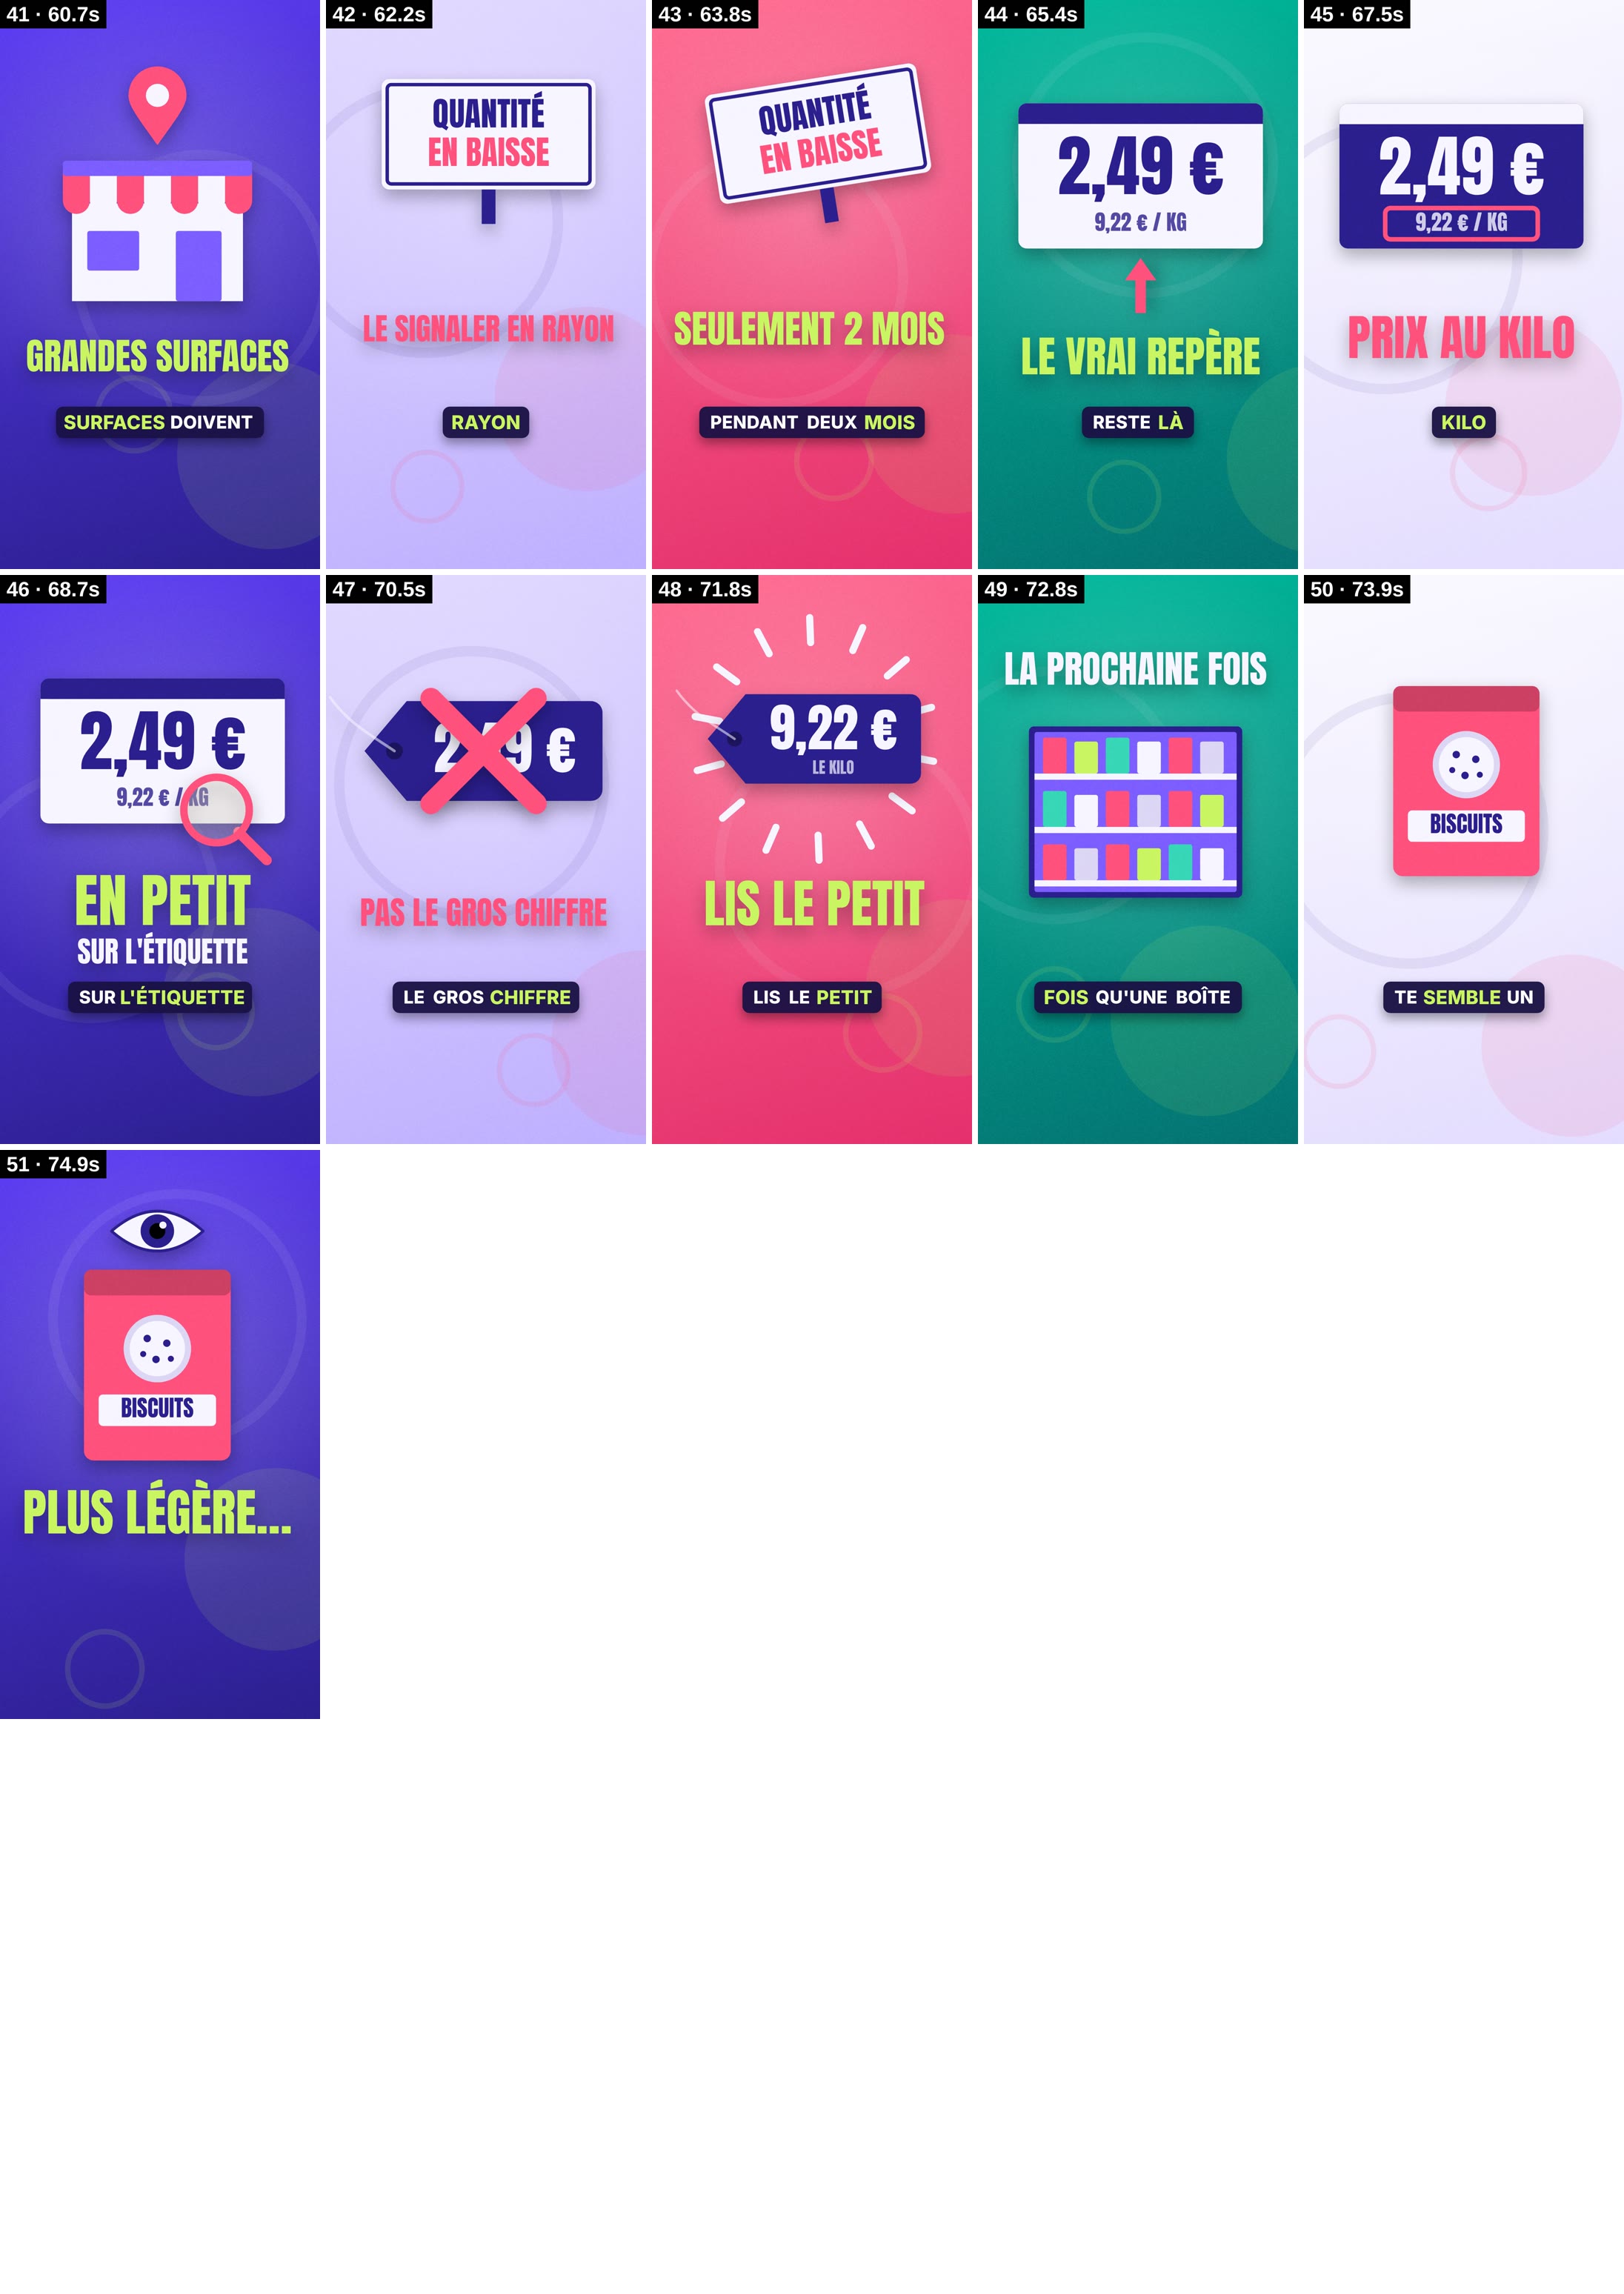 41 · 60.7s
GRANDES SURFACES
SURFACES DOIVENT
42 · 62.2s
QUANTITÉ
EN BAISSE
LE SIGNALER EN RAYON
RAYON
43 · 63.8s
QUANTITÉ
EN BAISSE
SEULEMENT 2 MOIS
PENDANT DEUX MOIS
44 · 65.4s
2,49 €
9,22 € / KG
LE VRAI REPÈRE
RESTE LÀ
45 · 67.5s
2,49 €
9,22 € / KG
PRIX AU KILO
KILO
46 · 68.7s
2,49 €
9,22 € / KG
EN PETIT
SUR L'ÉTIQUETTE
SUR L'ÉTIQUETTE
47 · 70.5s
2,49 €
PAS LE GROS CHIFFRE
LE GROS CHIFFRE
48 · 71.8s
9,22 €
LE KILO
LIS LE PETIT
LIS LE PETIT
49 · 72.8s
LA PROCHAINE FOIS
FOIS QU'UNE BOÎTE
50 · 73.9s
BISCUITS
TE SEMBLE UN
51 · 74.9s
BISCUITS
PLUS LÉGÈRE...